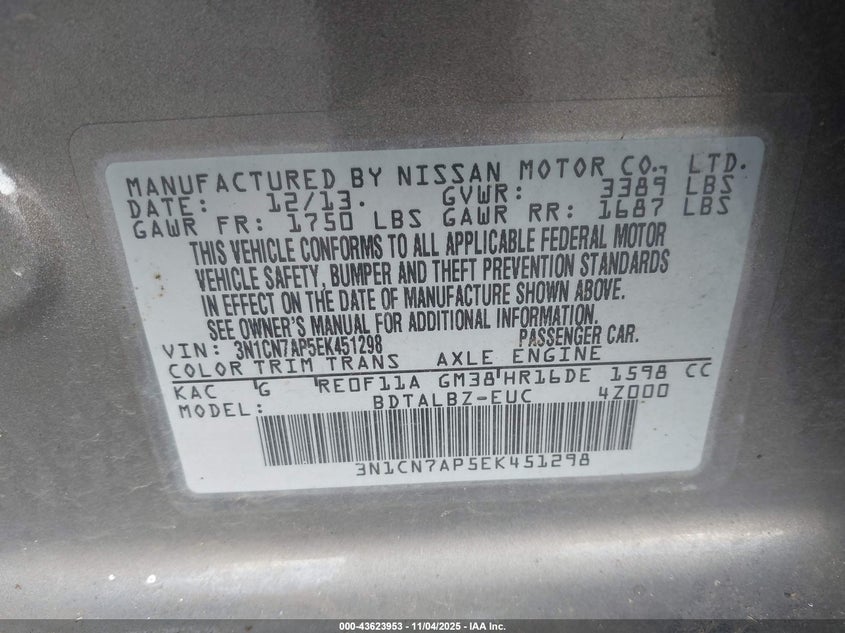 MANUFACTURED BY NISSAN MOTOR CO., LTD.
DATE: 12/13. GVWR: 3389 LBS
GAWR FR: 1750 LBS GAWR RR: 1687 LBS
THIS VEHICLE CONFORMS TO ALL APPLICABLE FEDERAL MOTOR
VEHICLE SAFETY, BUMPER AND THEFT PREVENTION STANDARDS
IN EFFECT ON THE DATE OF MANUFACTURE SHOWN ABOVE.
SEE OWNER'S MANUAL FOR ADDITIONAL INFORMATION.
VIN: 3N1CN7AP5EK451298 PASSENGER CAR.
COLOR TRIM TRANS AXLE ENGINE
KAC G RE0F11A GM38 HR16DE 1598 CC
MODEL: BDTALBZ-EUC 4Z000
3N1CN7AP5EK451298
000-43623953 - 11/04/2025 - IAA Inc.